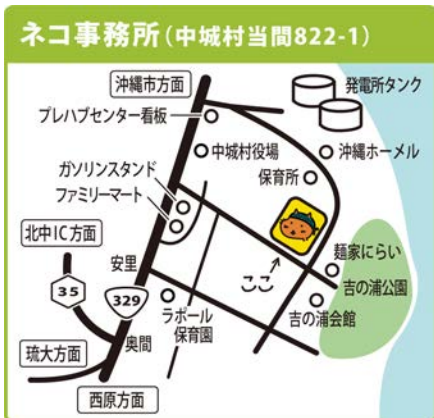 ネコ事務所(中城村当間822-1)
沖縄市方面
発電所タンク
プレハブセンター看板
中城村役場
沖縄ホーメル
ガソリンスタンド
保育所
ファミリーマート
北中IC方面
麺家にらい
安里
ここ
吉の浦公園
35
329
ラポール
保育園
吉の浦会館
奥間
琉大方面
西原方面